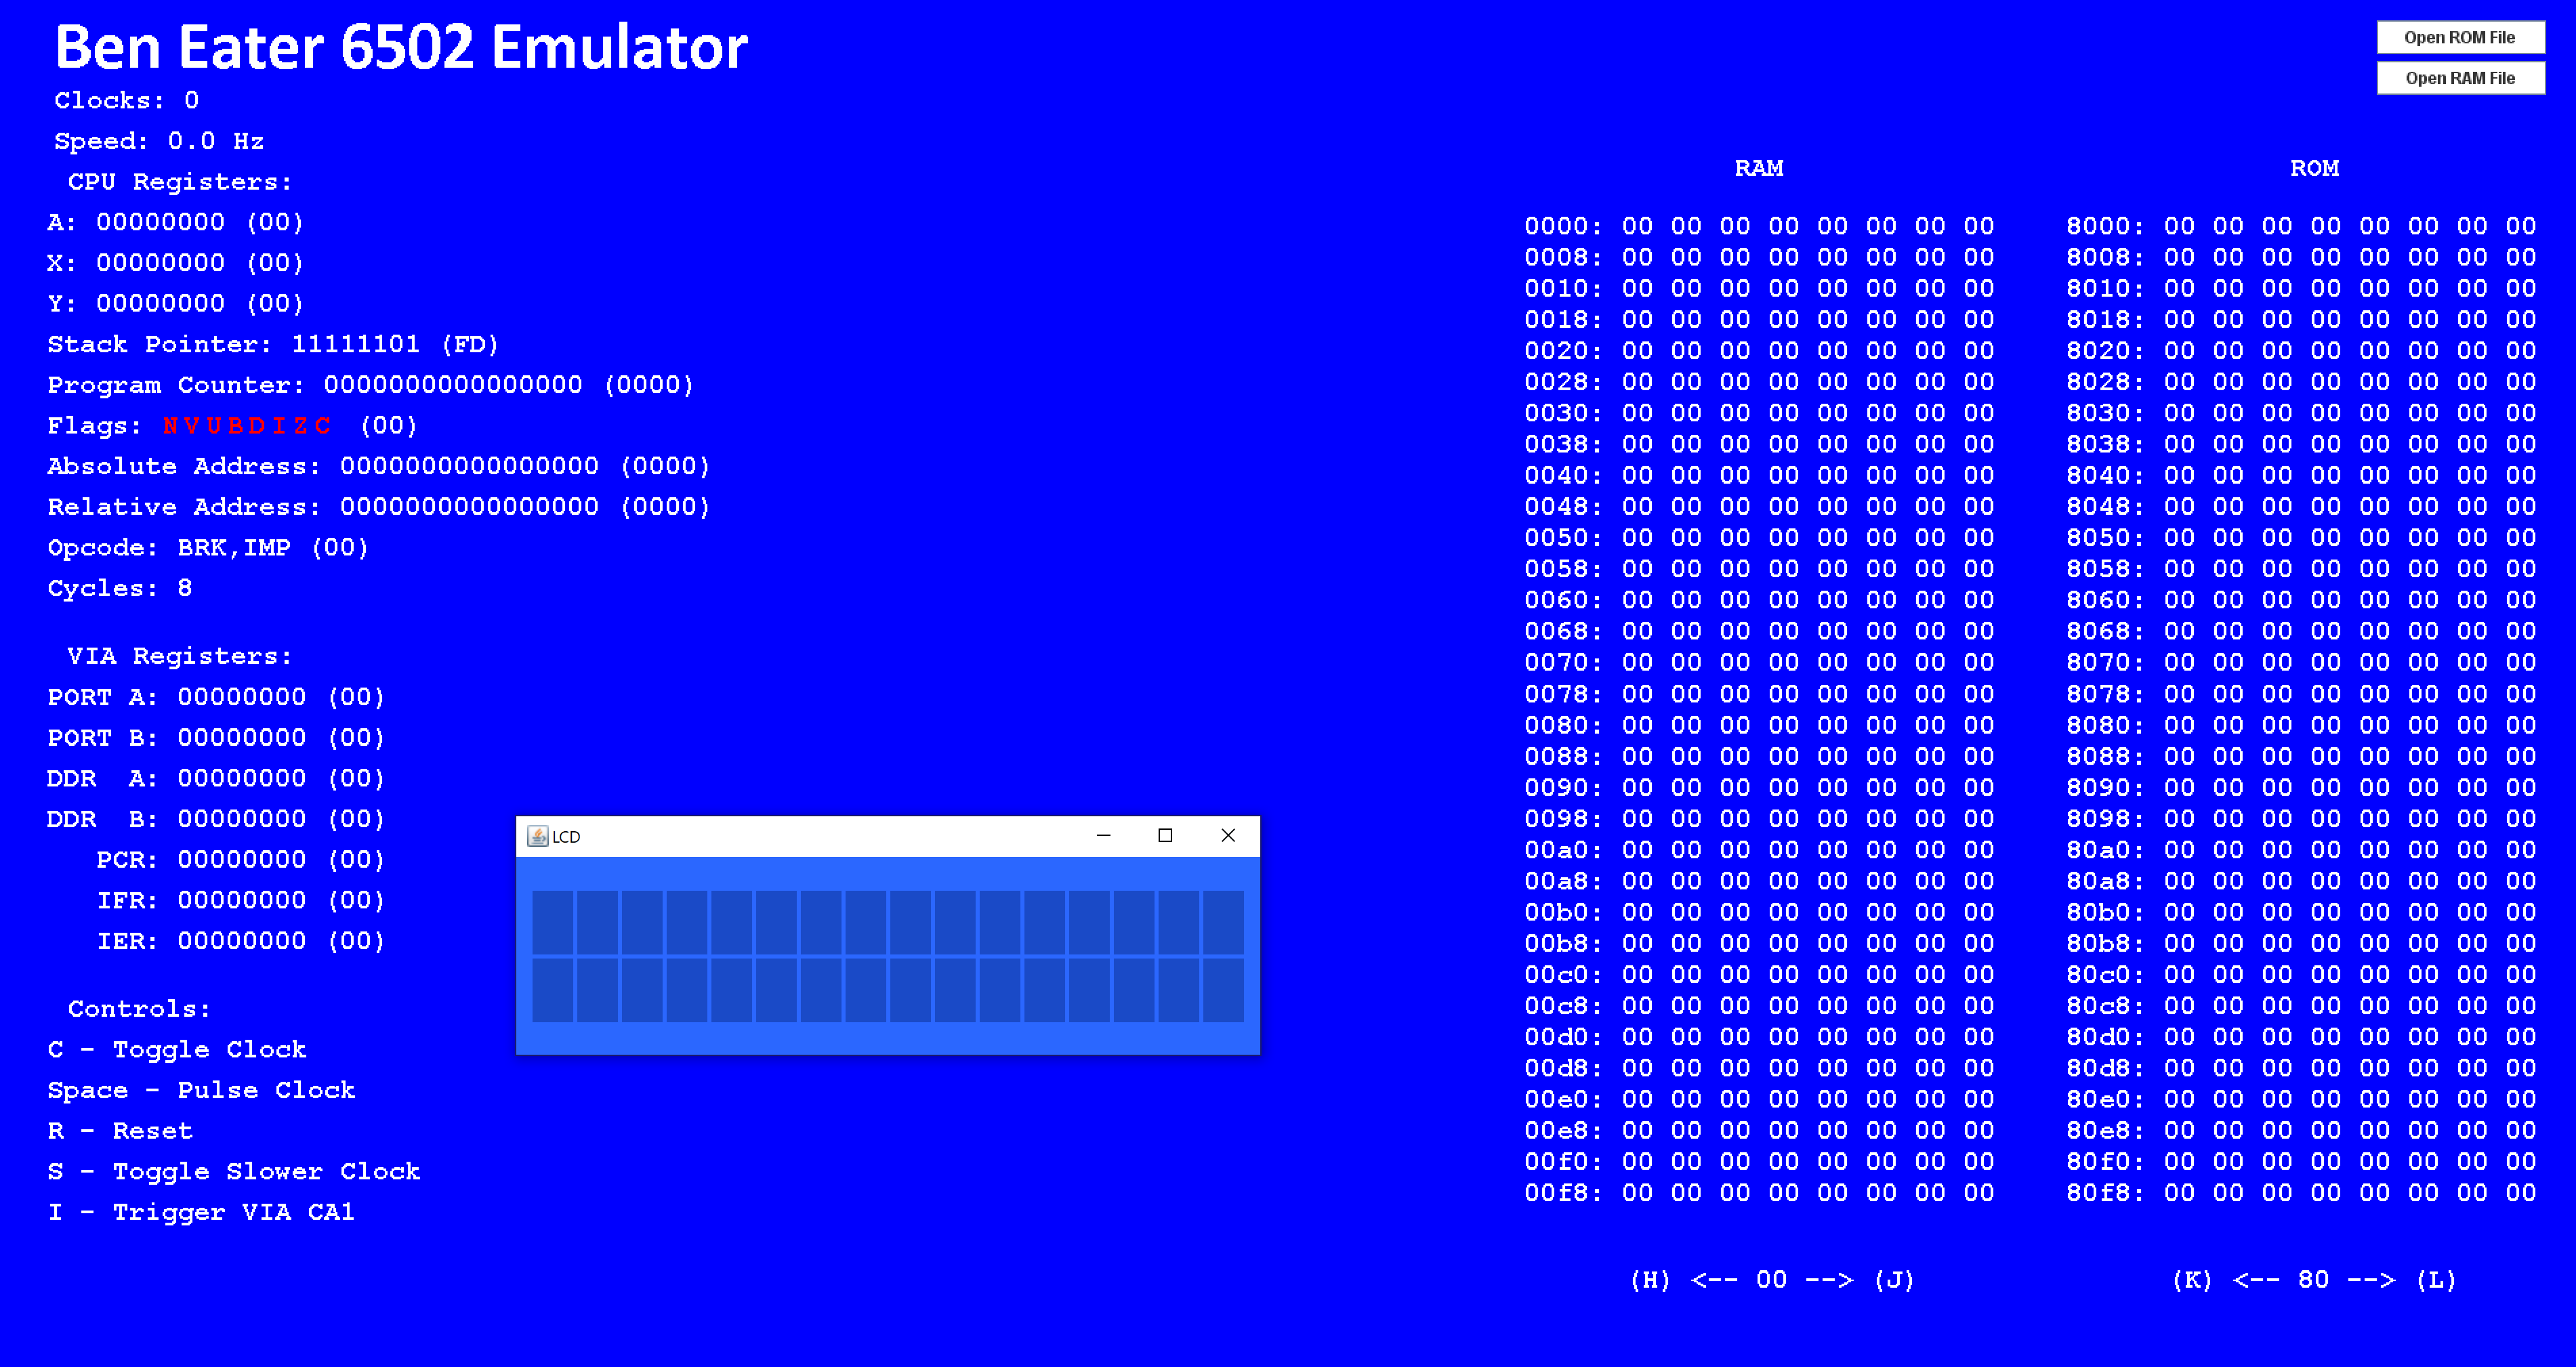 Ben Eater 6502 Emulator
Clocks: 0
Speed: 0.0 Hz
CPU Registers:
A: 00000000 (00)
X: 00000000 (00)
Y: 00000000 (00)
Stack Pointer: 11111101 (FD)
Program Counter: 0000000000000000 (0000)
Flags: N V U B D I Z C (00)
Absolute Address: 0000000000000000 (0000)
Relative Address: 0000000000000000 (0000)
Opcode: BRK,IMP (00)
Cycles: 8
VIA Registers:
PORT A: 00000000 (00)
PORT B: 00000000 (00)
DDR A: 00000000 (00)
DDR B: 00000000 (00)
PCR: 00000000 (00)
IFR: 00000000 (00)
IER: 00000000 (00)
Controls:
C - Toggle Clock
Space - Pulse Clock
R - Reset
S - Toggle Slower Clock
I - Trigger VIA CA1
LCD
Open ROM File
Open RAM File
RAM
0000: 00 00 00 00 00 00 00 00
0008: 00 00 00 00 00 00 00 00
0010: 00 00 00 00 00 00 00 00
0018: 00 00 00 00 00 00 00 00
0020: 00 00 00 00 00 00 00 00
0028: 00 00 00 00 00 00 00 00
0030: 00 00 00 00 00 00 00 00
0038: 00 00 00 00 00 00 00 00
0040: 00 00 00 00 00 00 00 00
0048: 00 00 00 00 00 00 00 00
0050: 00 00 00 00 00 00 00 00
0058: 00 00 00 00 00 00 00 00
0060: 00 00 00 00 00 00 00 00
0068: 00 00 00 00 00 00 00 00
0070: 00 00 00 00 00 00 00 00
0078: 00 00 00 00 00 00 00 00
0080: 00 00 00 00 00 00 00 00
0088: 00 00 00 00 00 00 00 00
0090: 00 00 00 00 00 00 00 00
0098: 00 00 00 00 00 00 00 00
00a0: 00 00 00 00 00 00 00 00
00a8: 00 00 00 00 00 00 00 00
00b0: 00 00 00 00 00 00 00 00
00b8: 00 00 00 00 00 00 00 00
00c0: 00 00 00 00 00 00 00 00
00c8: 00 00 00 00 00 00 00 00
00d0: 00 00 00 00 00 00 00 00
00d8: 00 00 00 00 00 00 00 00
00e0: 00 00 00 00 00 00 00 00
00e8: 00 00 00 00 00 00 00 00
00f0: 00 00 00 00 00 00 00 00
00f8: 00 00 00 00 00 00 00 00
(H) <-- 00 --> (J)
ROM
8000: 00 00 00 00 00 00 00 00
8008: 00 00 00 00 00 00 00 00
8010: 00 00 00 00 00 00 00 00
8018: 00 00 00 00 00 00 00 00
8020: 00 00 00 00 00 00 00 00
8028: 00 00 00 00 00 00 00 00
8030: 00 00 00 00 00 00 00 00
8038: 00 00 00 00 00 00 00 00
8040: 00 00 00 00 00 00 00 00
8048: 00 00 00 00 00 00 00 00
8050: 00 00 00 00 00 00 00 00
8058: 00 00 00 00 00 00 00 00
8060: 00 00 00 00 00 00 00 00
8068: 00 00 00 00 00 00 00 00
8070: 00 00 00 00 00 00 00 00
8078: 00 00 00 00 00 00 00 00
8080: 00 00 00 00 00 00 00 00
8088: 00 00 00 00 00 00 00 00
8090: 00 00 00 00 00 00 00 00
8098: 00 00 00 00 00 00 00 00
80a0: 00 00 00 00 00 00 00 00
80a8: 00 00 00 00 00 00 00 00
80b0: 00 00 00 00 00 00 00 00
80b8: 00 00 00 00 00 00 00 00
80c0: 00 00 00 00 00 00 00 00
80c8: 00 00 00 00 00 00 00 00
80d0: 00 00 00 00 00 00 00 00
80d8: 00 00 00 00 00 00 00 00
80e0: 00 00 00 00 00 00 00 00
80e8: 00 00 00 00 00 00 00 00
80f0: 00 00 00 00 00 00 00 00
80f8: 00 00 00 00 00 00 00 00
(K) <-- 80 --> (L)